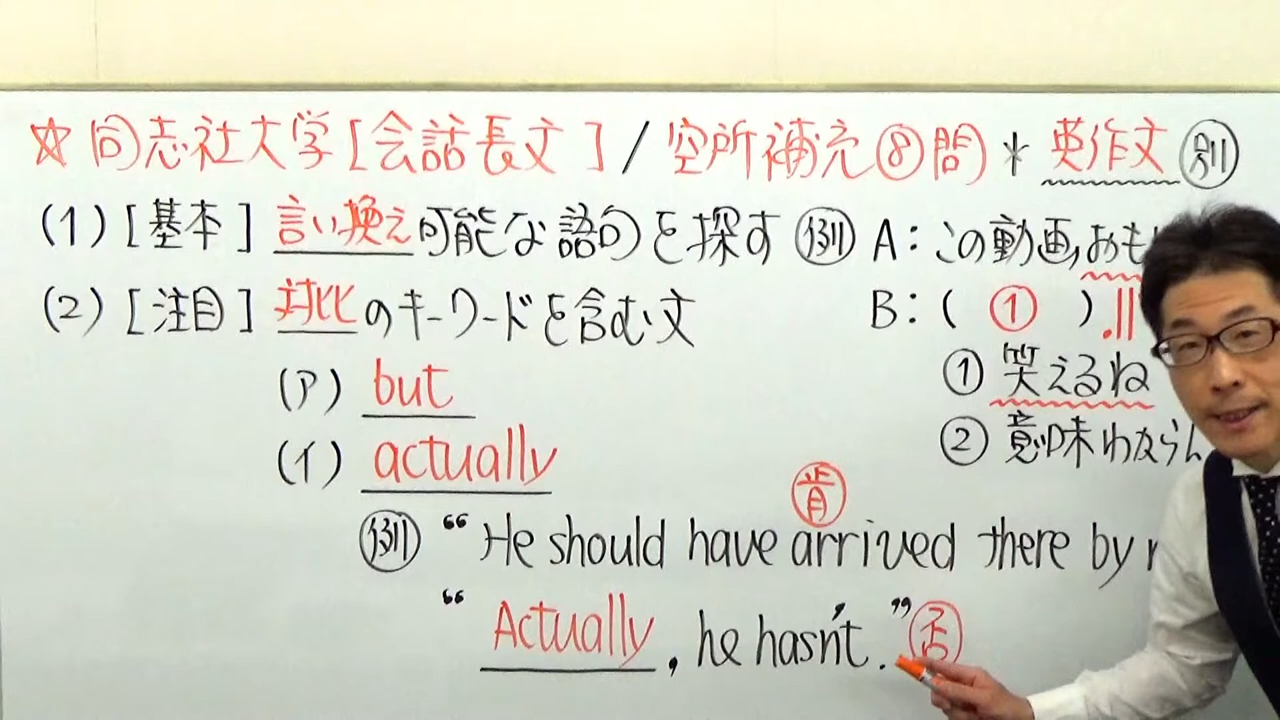 ☆同志社大学[会話長文]/空所補充⑧問*英作文別
(1)[基本]言い換え可能な語句を探す 例 A:この動画,おも
(2)[注目]対比のキーワードを含む文 B:( ① ).
(ア) but ①笑えるね
(イ) actually ②意味わからん
肯
例 “He should have arrived there by
“Actually, he hasn't.” 否